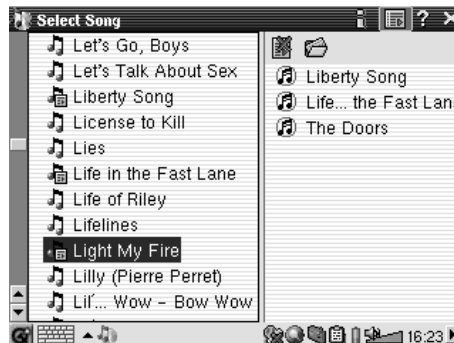 Select Song
?
Let's Go, Boys
Let's Talk About Sex
Liberty Song
License to Kill
Lies
Life in the Fast Lane
Life of Riley
Lifelines
Light My Fire
Lilly (Pierre Perret)
Lil'... Wow - Bow Wow
Liberty Song
Life... the Fast Lan
The Doors
16:23